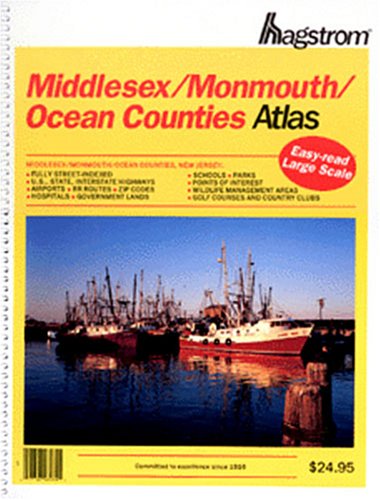 Hagstrom
Middlesex/Monmouth/
Ocean Counties Atlas
Easy-read
Large Scale
MIDDLESEX/MONMOUTH/OCEAN COUNTIES, NEW JERSEY:
• FULLY STREET-INDEXED
• U.S., STATE, INTERSTATE HIGHWAYS
• AIRPORTS • RR ROUTES • ZIP CODES
• HOSPITALS • GOVERNMENT LANDS
• SCHOOLS • PARKS
• POINTS OF INTEREST
• WILDLIFE MANAGEMENT AREAS
• GOLF COURSES AND COUNTRY CLUBS
Committed to excellence since 1916
$24.95